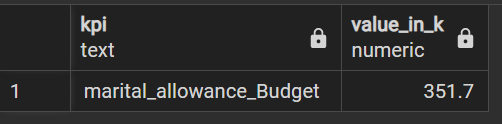 kpi value_in_k
text numeric
1 marital_allowance_Budget 351.7